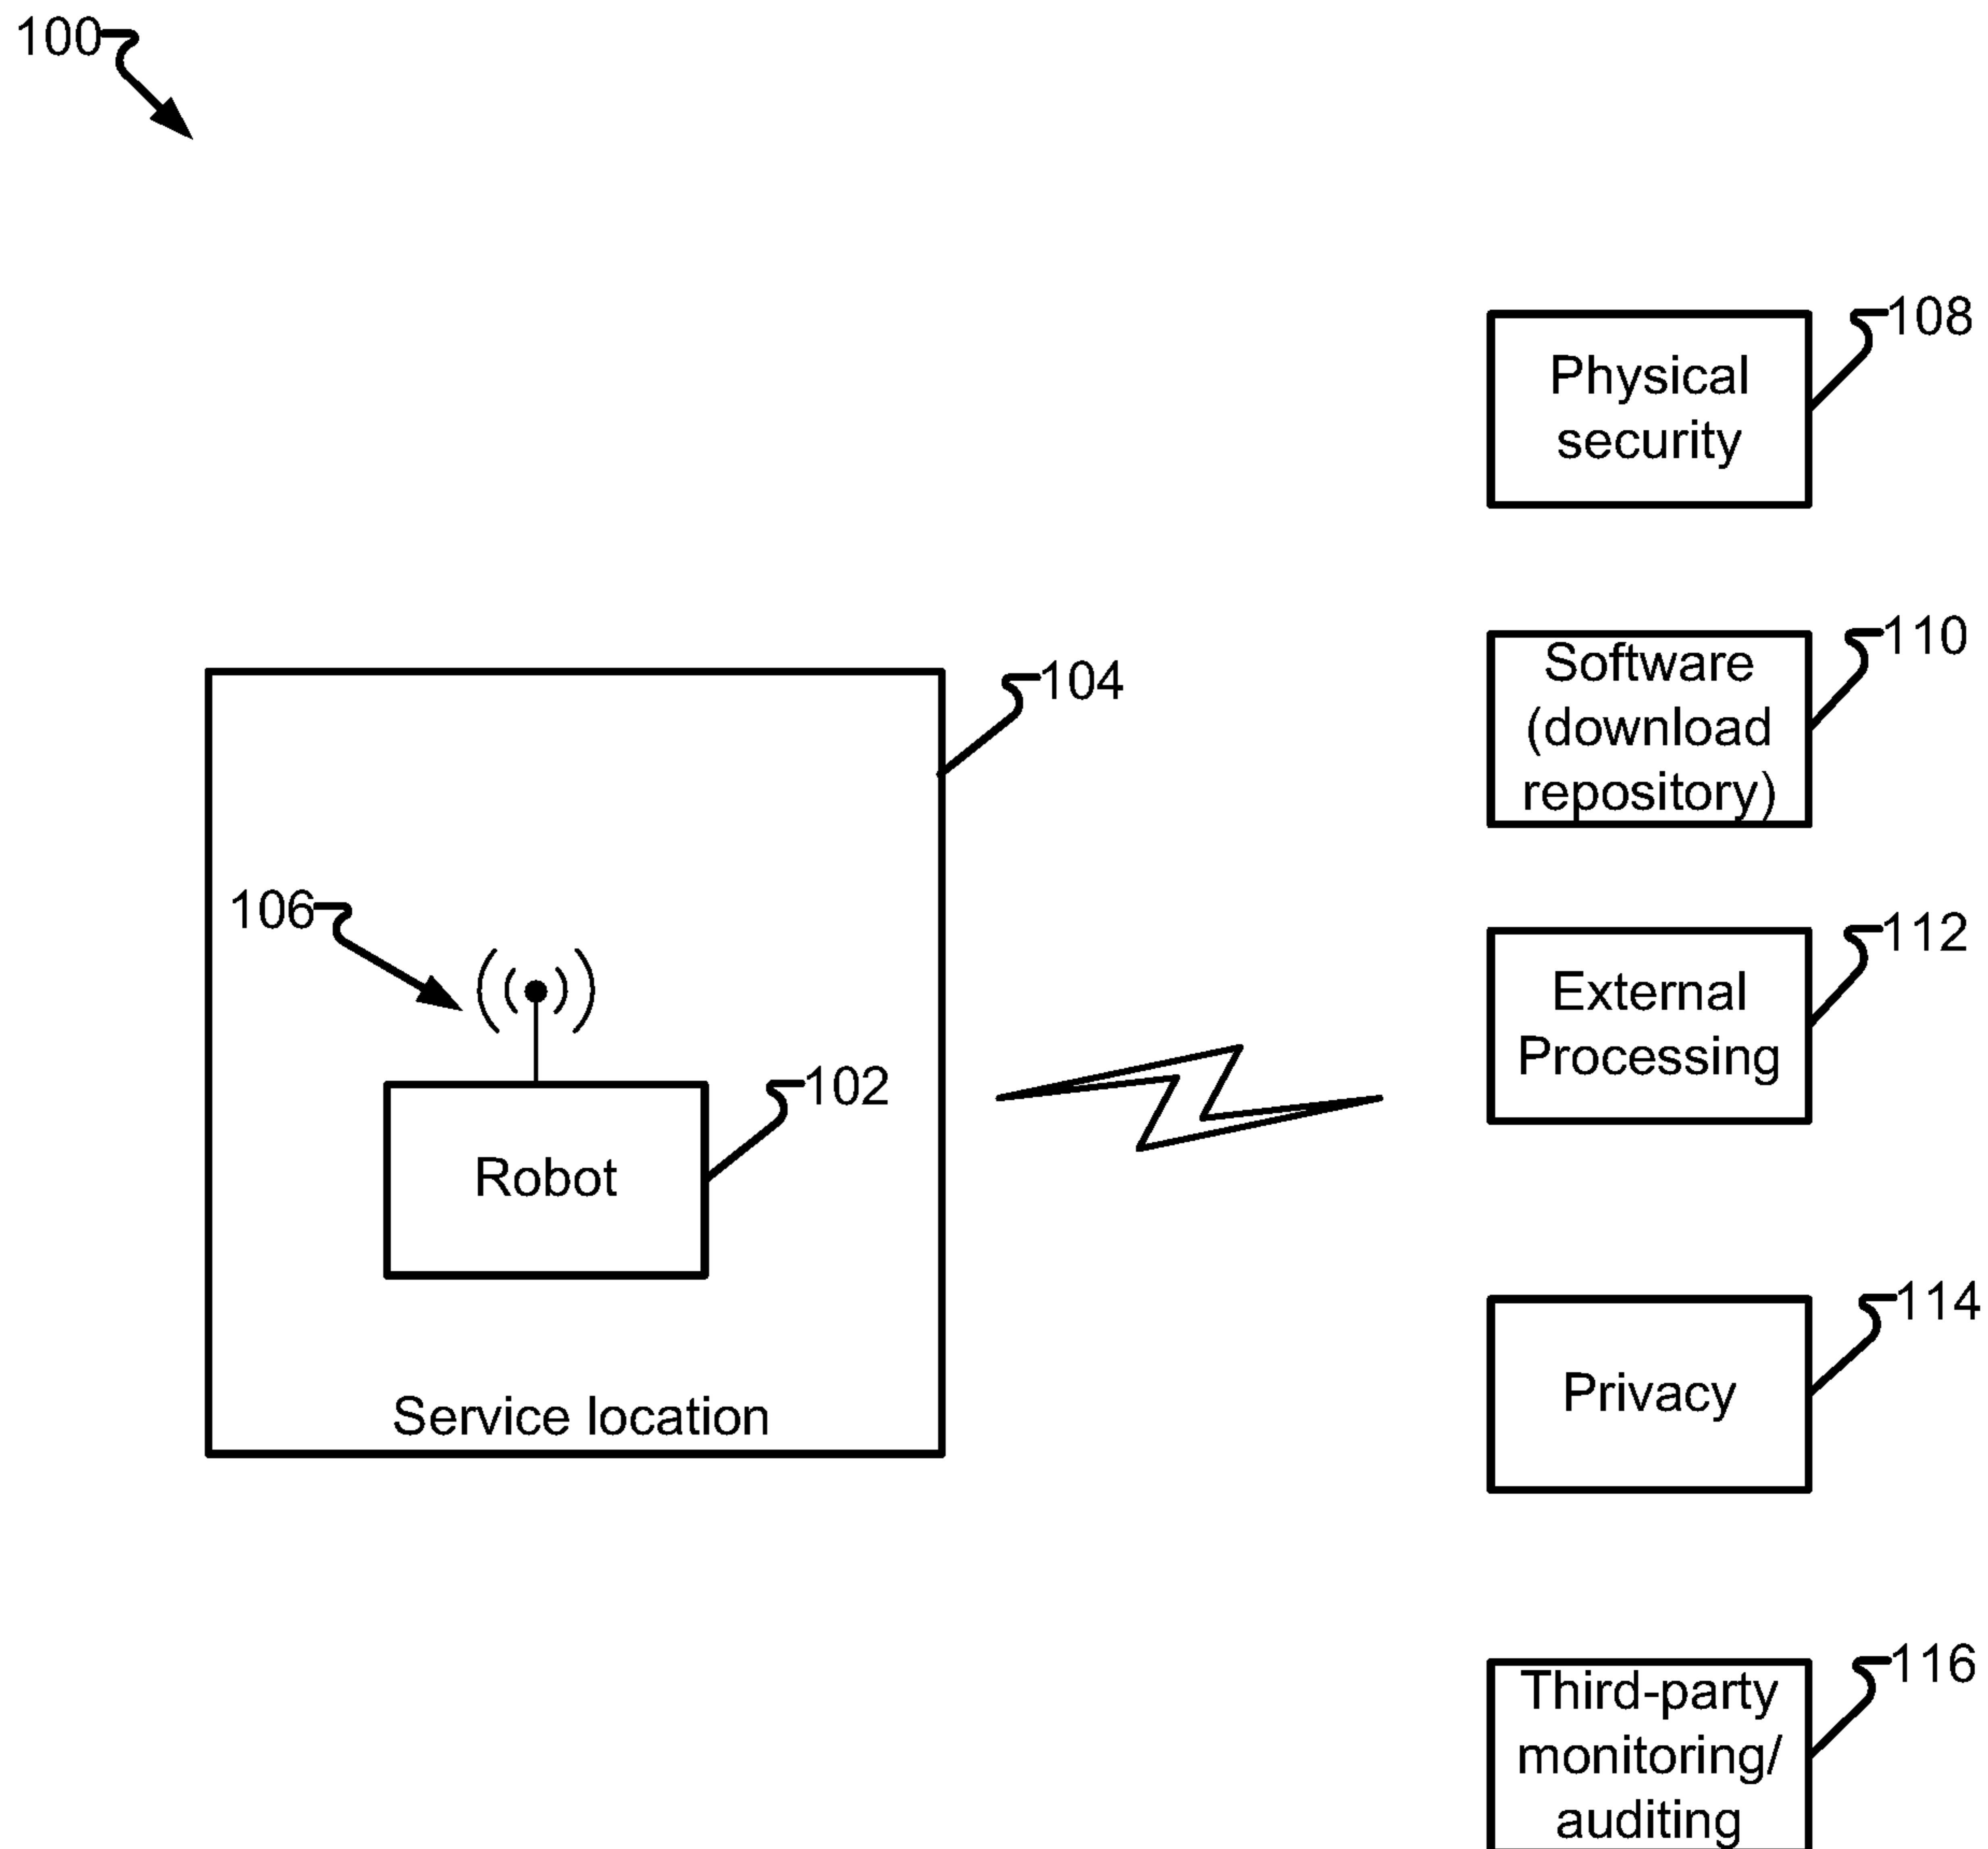 100
108
Physical
security
110
Software
(download
repository)
104
106
112
External
Processing
102
Robot
114
Privacy
Service location
116
Third-party
monitoring/
auditing